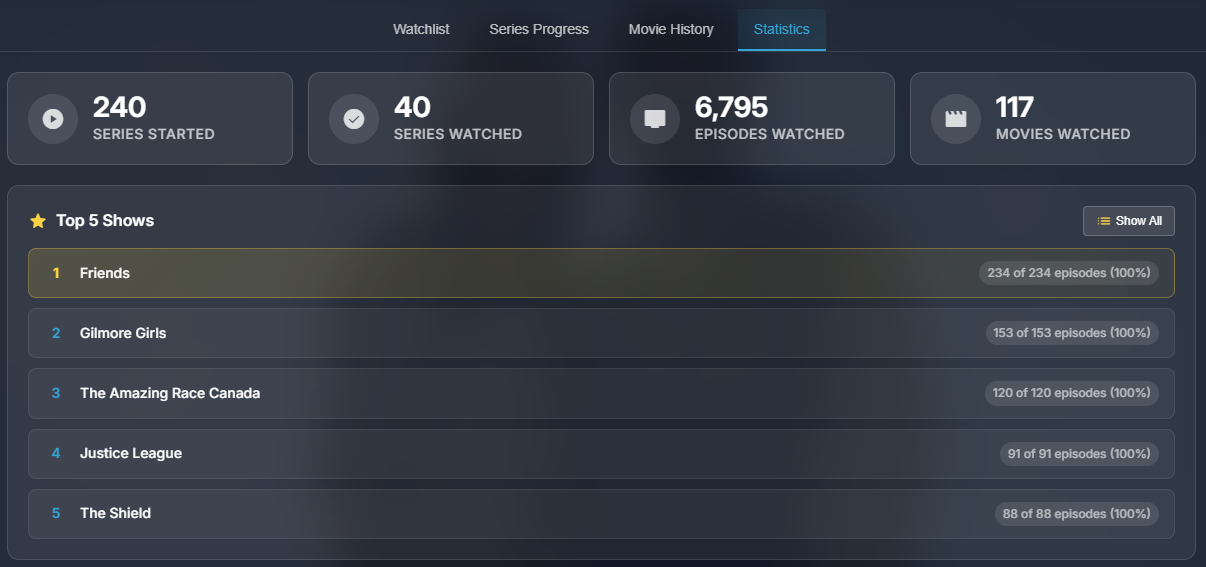 Watchlist Series Progress Movie History Statistics
240 40 6,795 117
SERIES STARTED SERIES WATCHED EPISODES WATCHED MOVIES WATCHED
Top 5 Shows Show All
1 Friends 234 of 234 episodes (100%)
2 Gilmore Girls 153 of 153 episodes (100%)
3 The Amazing Race Canada 120 of 120 episodes (100%)
4 Justice League 91 of 91 episodes (100%)
5 The Shield 88 of 88 episodes (100%)